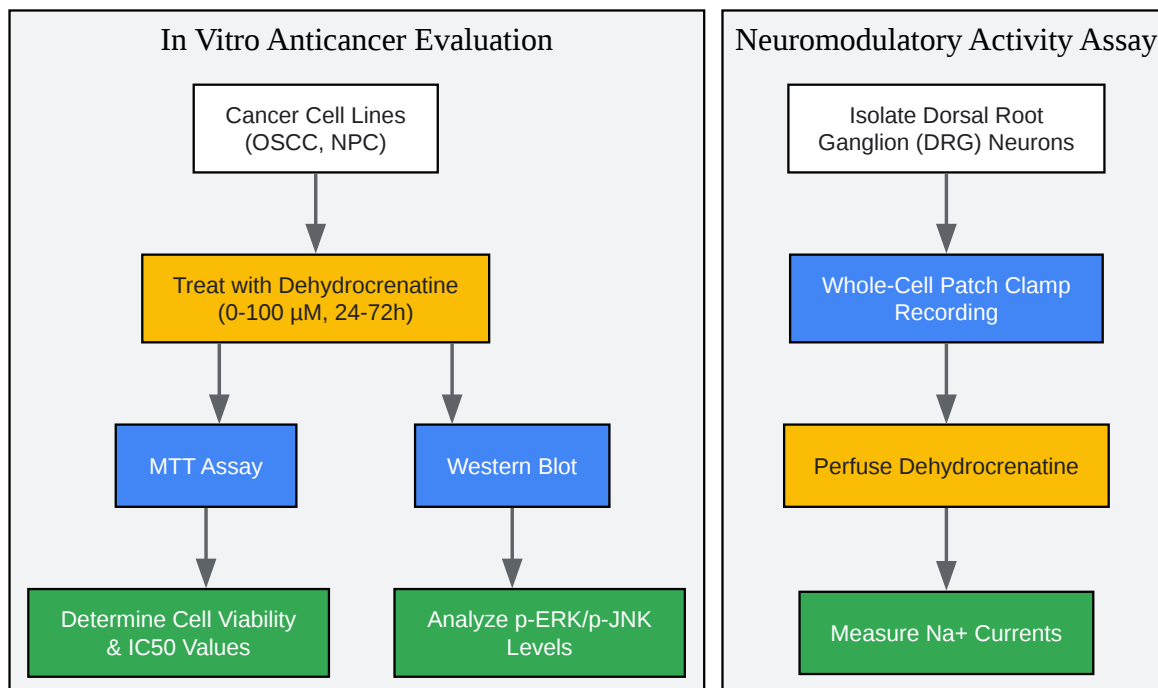 In Vitro Anticancer Evaluation
Cancer Cell Lines
(OSCC, NPC)
Treat with Dehydrocrenatine
(0-100 µM, 24-72h)
MTT Assay
Western Blot
Determine Cell Viability
& IC50 Values
Analyze p-ERK/p-JNK
Levels
Neuromodulatory Activity Assay
Isolate Dorsal Root
Ganglion (DRG) Neurons
Whole-Cell Patch Clamp
Recording
Perfuse Dehydrocrenatine
Measure Na+ Currents